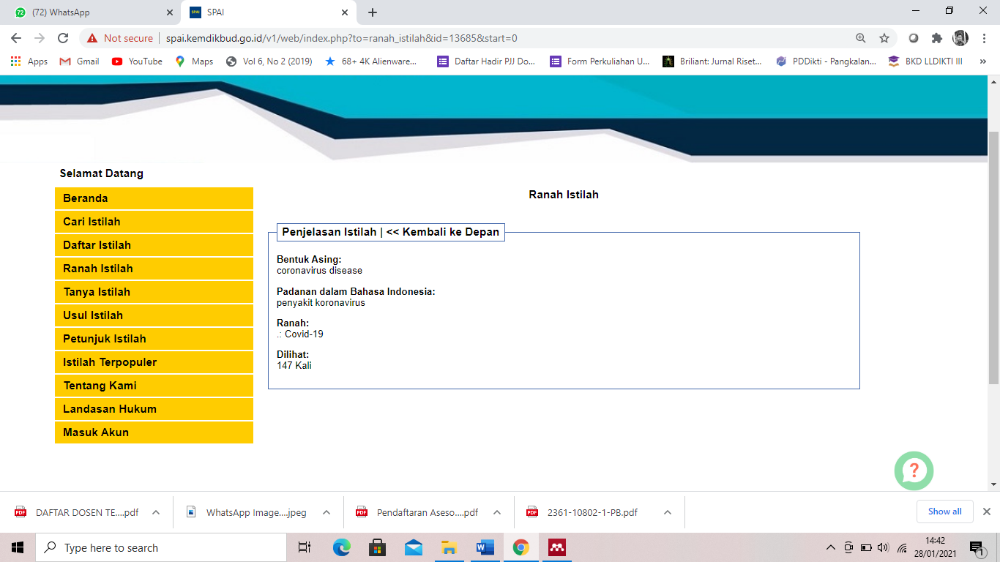 (72) WhatsApp
SPAI
SPAI
Not secure
spai.kemdikbud.go.id/v1/web/index.php?to=ranah_istilah&id=13685&start=0
Apps
Gmail
YouTube
Maps
Vol 6, No 2 (2019)
68+ 4K Alienware...
Daftar Hadir PJJ Do...
Form Perkuliahan U...
Briliant: Jurnal Riset...
PDDikti - Pangkalan...
BKD LLDIKTI III
»
Selamat Datang
Beranda
Cari Istilah
Daftar Istilah
Ranah Istilah
Tanya Istilah
Usul Istilah
Petunjuk Istilah
Istilah Terpopuler
Tentang Kami
Landasan Hukum
Masuk Akun
Ranah Istilah
Penjelasan Istilah | << Kembali ke Depan
Bentuk Asing:
coronavirus disease
Padanan dalam Bahasa Indonesia:
penyakit koronavirus
Ranah:
.: Covid-19
Dilihat:
147 Kali
?
DAFTAR DOSEN TE....pdf
WhatsApp Image....jpeg
Pendaftaran Aseso....pdf
2361-10802-1-PB.pdf
Show all
Type here to search
14:42
28/01/2021
1